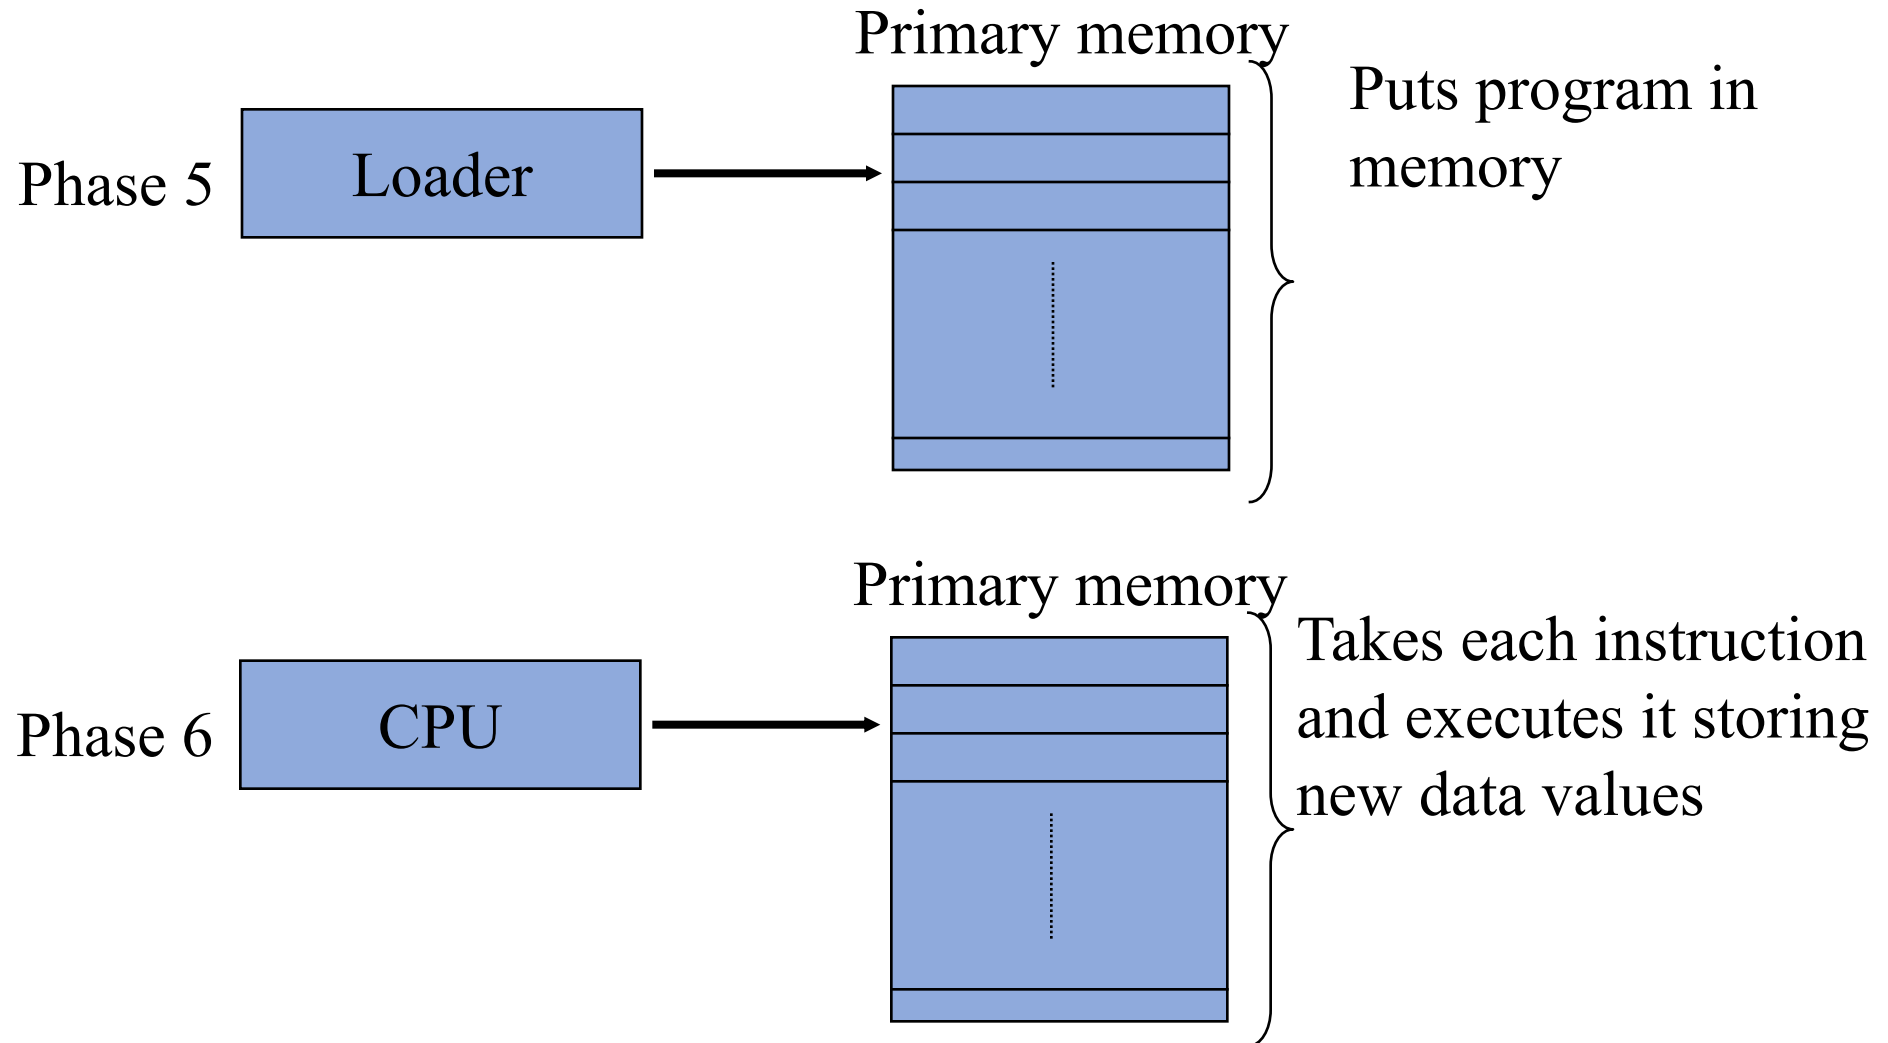 Primary memory
Puts program in
memory
Phase 5
Loader
Primary memory
Takes each instruction
and executes it storing
new data values
Phase 6
CPU